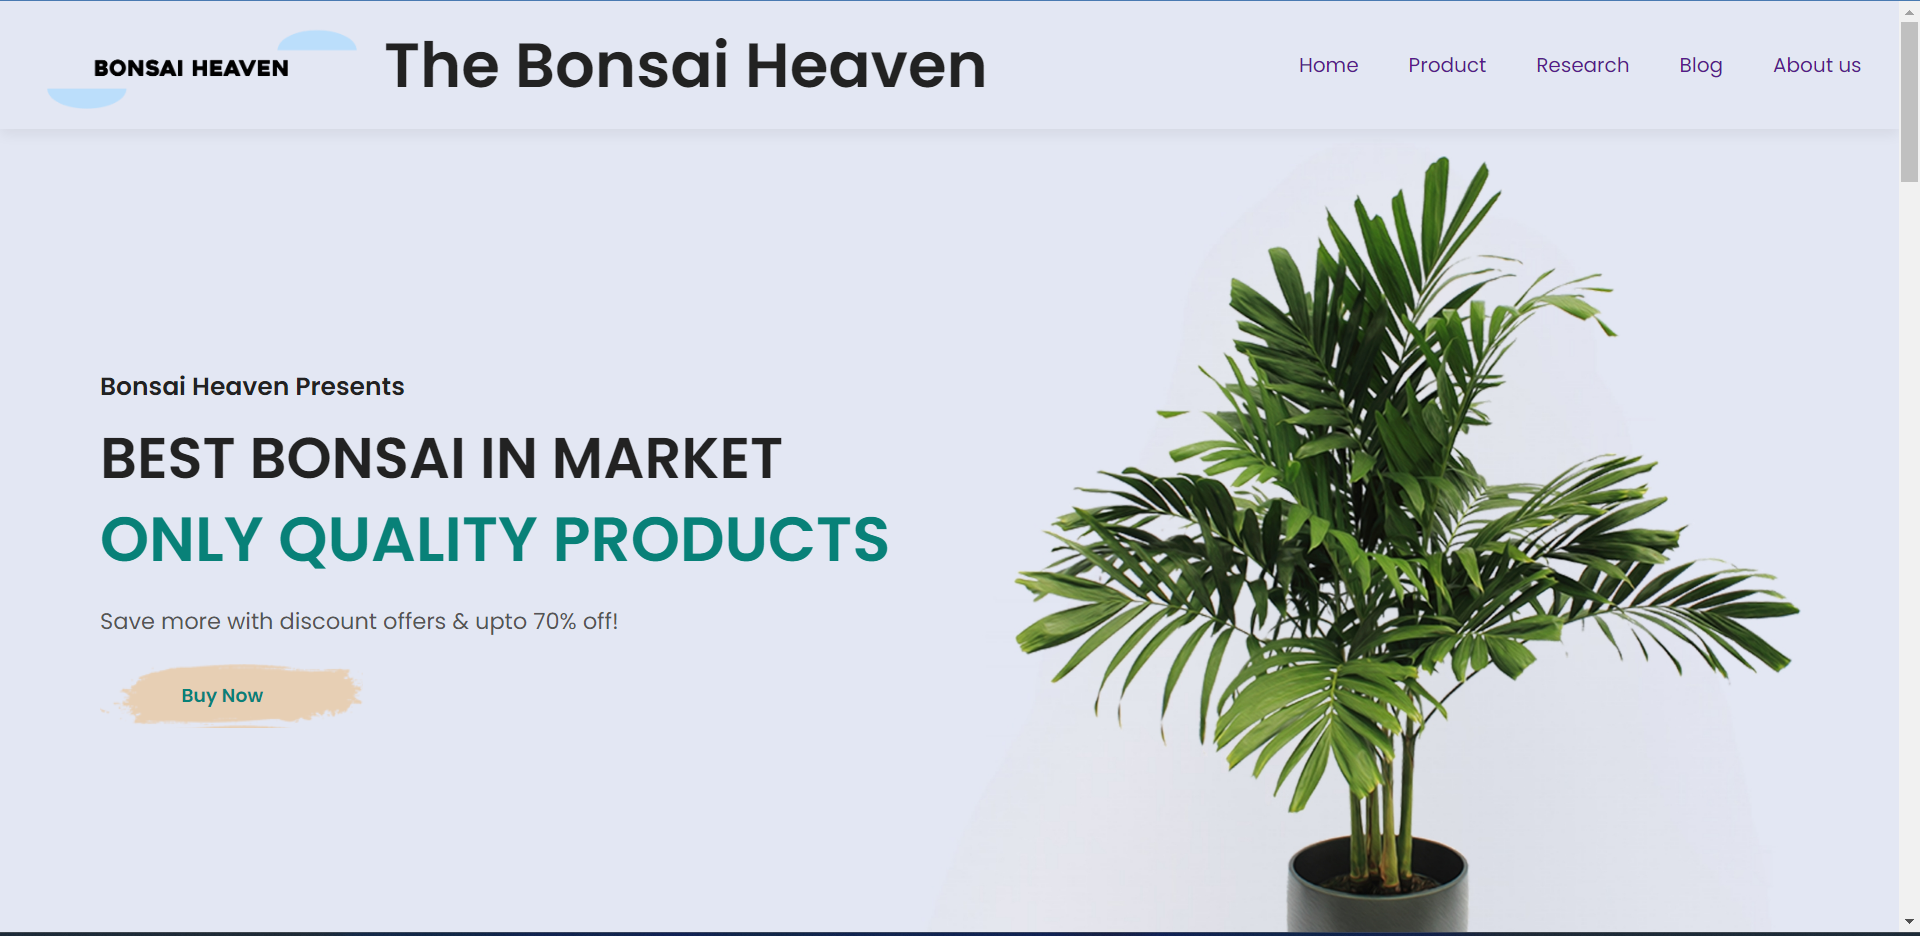 BONSAI HEAVEN
The Bonsai Heaven
Home Product Research Blog About us
Bonsai Heaven Presents
BEST BONSAI IN MARKET
ONLY QUALITY PRODUCTS
Save more with discount offers & upto 70% off!
Buy Now